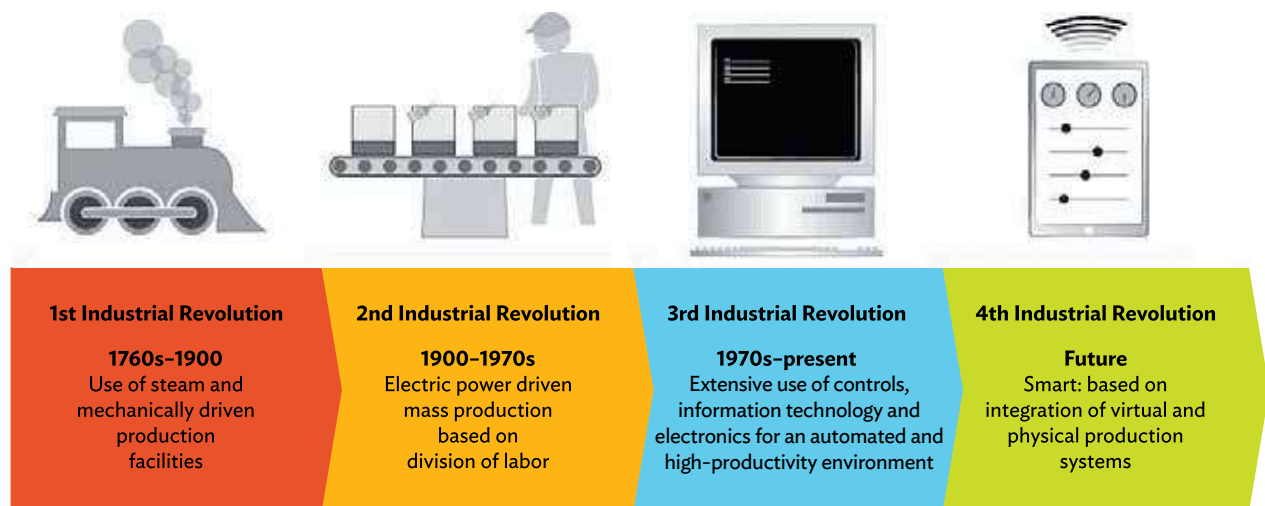 1st Industrial Revolution
1760s–1900
Use of steam and
mechanically driven
production
facilities
2nd Industrial Revolution
1900–1970s
Electric power driven
mass production
based on
division of labor
3rd Industrial Revolution
1970s–present
Extensive use of controls,
information technology and
electronics for an automated and
high-productivity environment
4th Industrial Revolution
Future
Smart: based on
integration of virtual and
physical production
systems